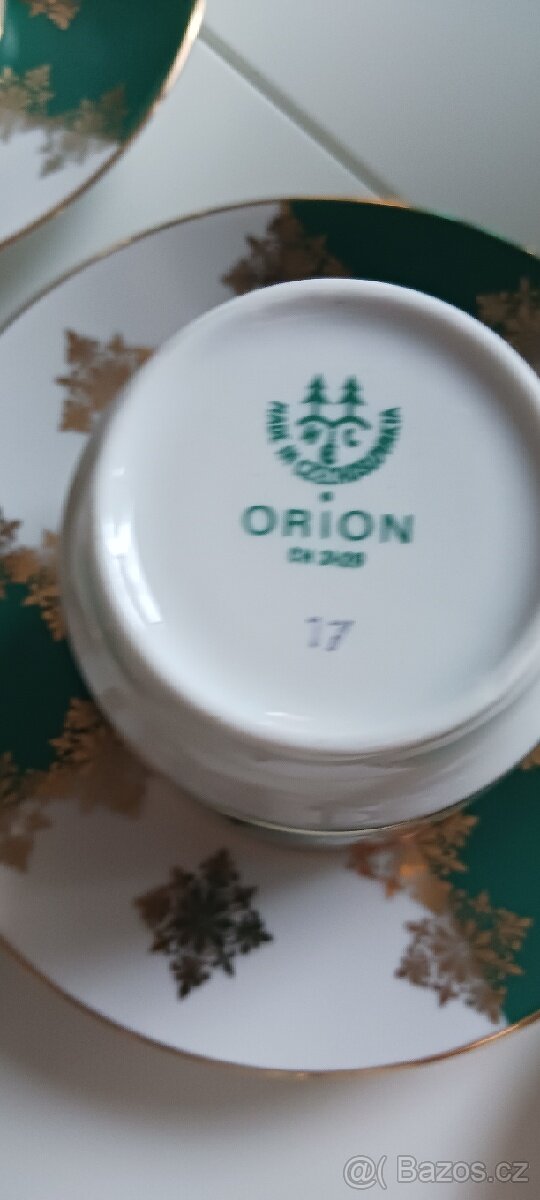 MADE IN CZECHOSLOVAKIA
ORION
17
@( Bazos.cz